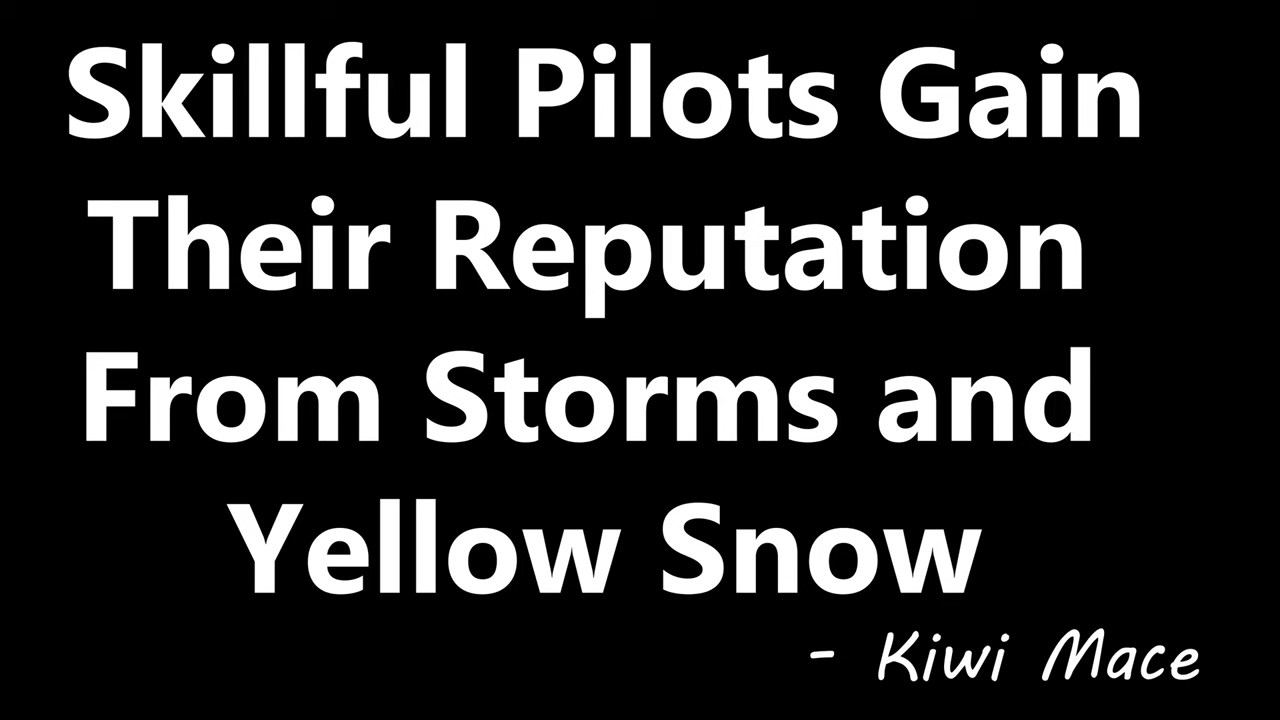 Skillful Pilots Gain
Their Reputation
From Storms and
Yellow Snow
- Kiwi Mace